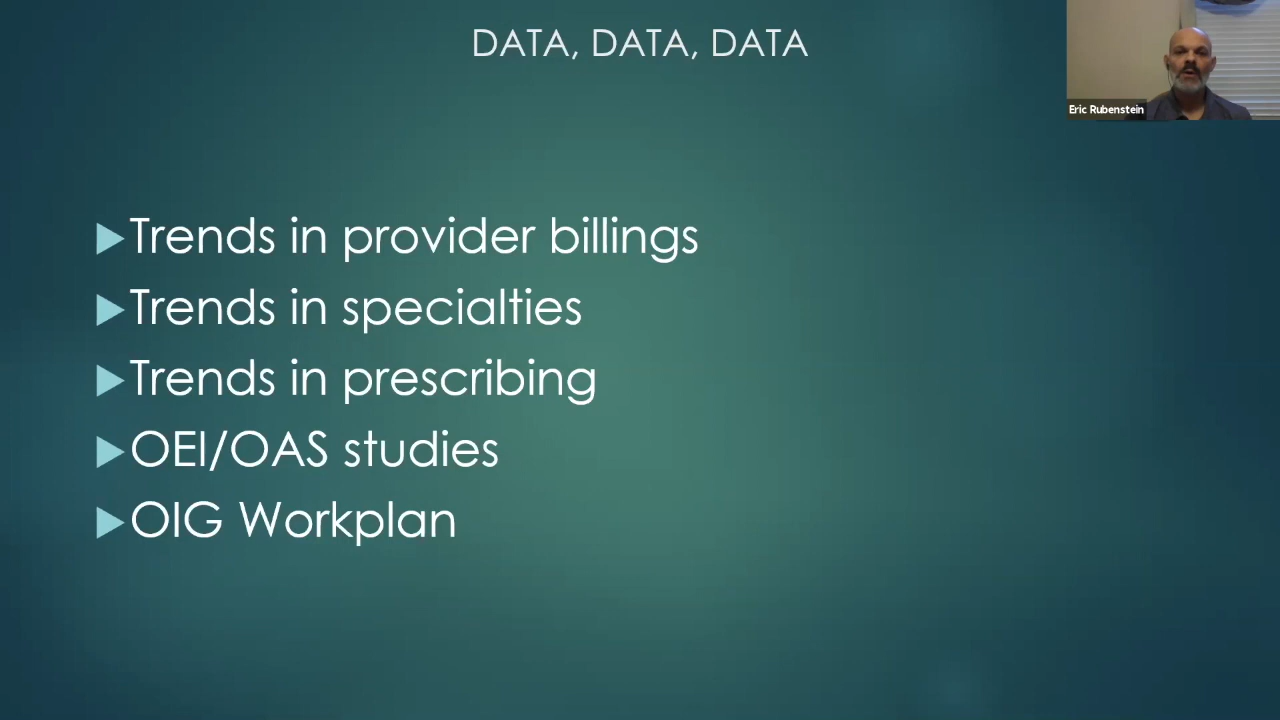 DATA, DATA, DATA
Eric Rubenstein
Trends in provider billings
Trends in specialties
Trends in prescribing
OEI/OAS studies
OIG Workplan